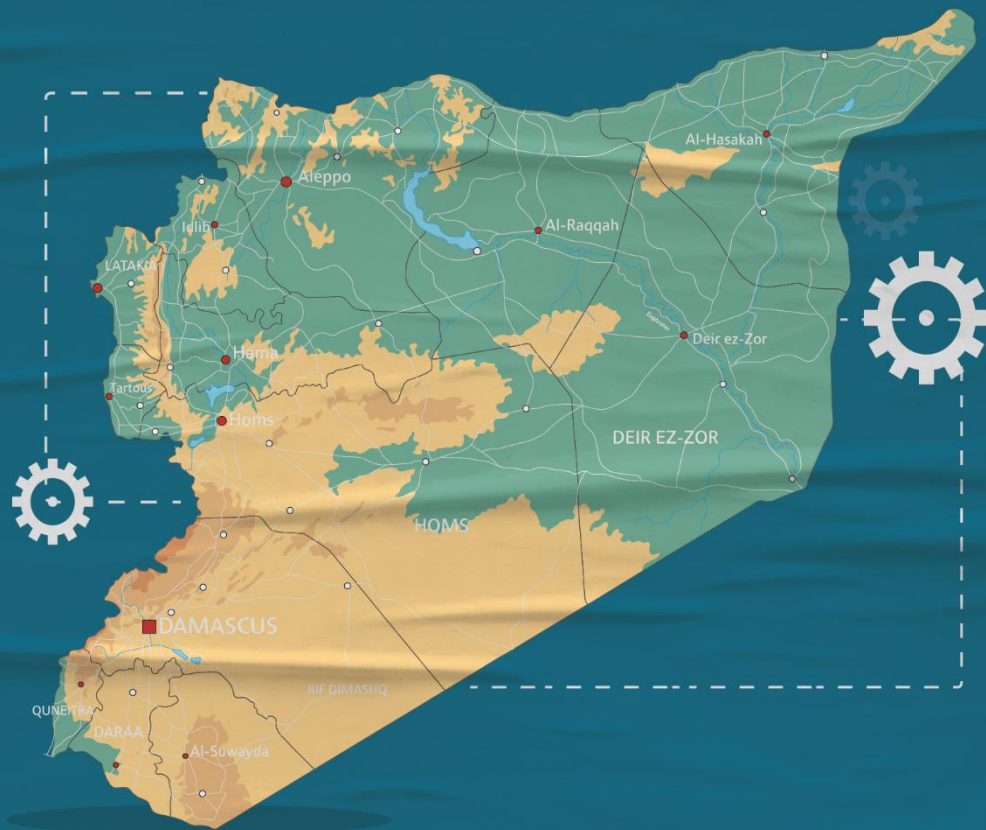 Al-Hasakah
Aleppo
Idlib
Al-Raqqah
LATAKIA
Euphrates
Deir ez-Zor
Hama
Tartous
Homs
DEIR EZ-ZOR
HOMS
DAMASCUS
RIF DIMASHQ
QUNEITRA
DARAA
Al-Suwayda